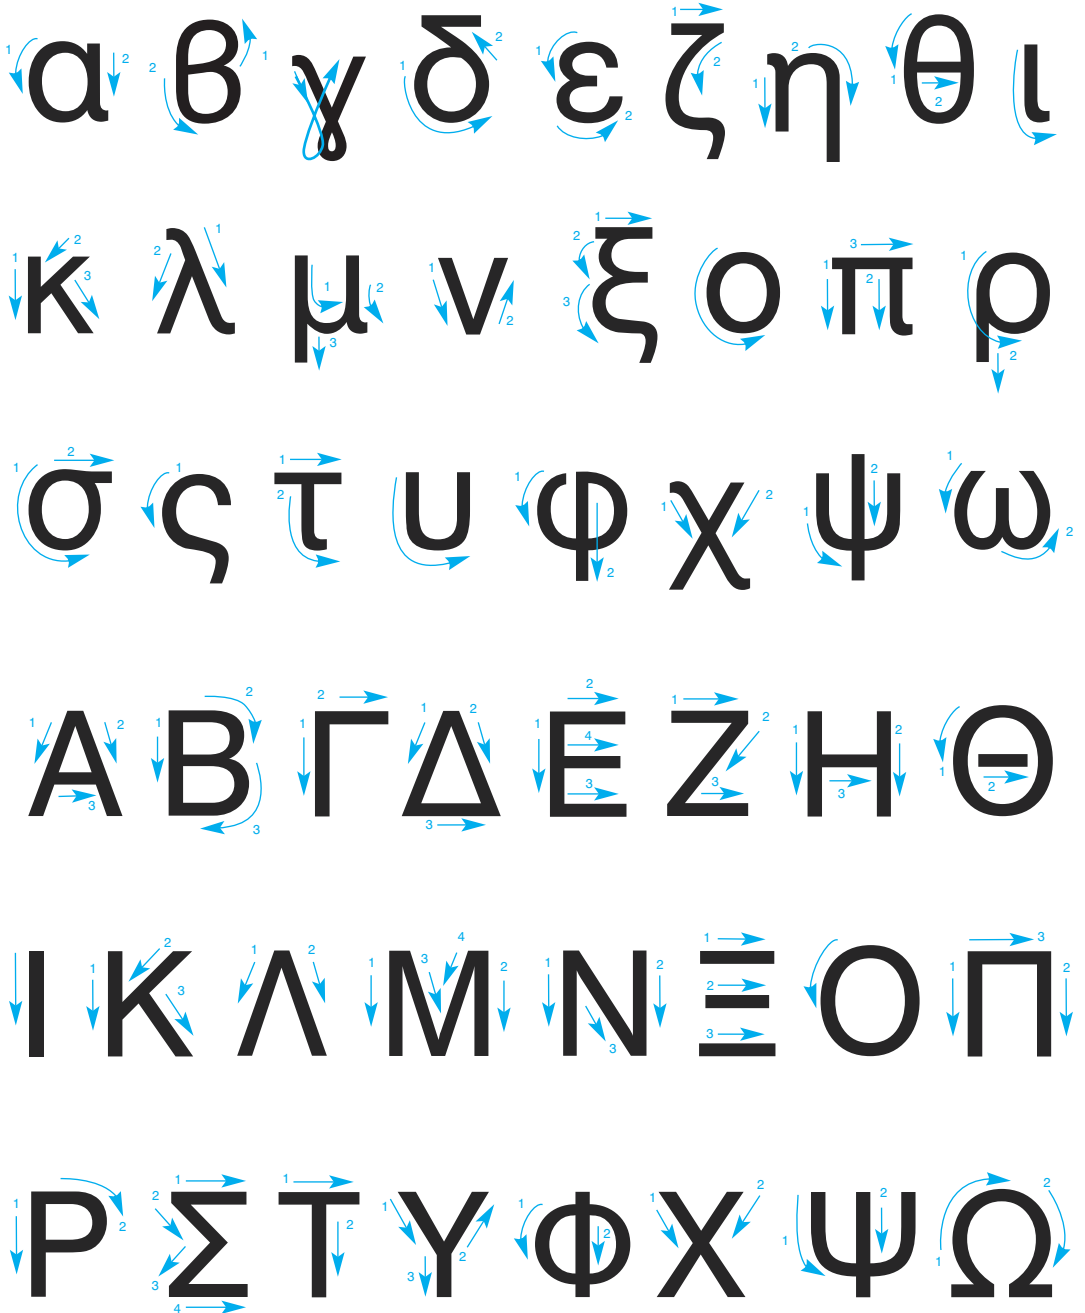 α β γ δ ε ζ η θ ι
κ λ μ ν ξ ο π ρ
σ ς τ υ φ χ ψ ω
Α Β Γ Δ Ε Ζ Η Θ
Ι Κ Λ Μ Ν Ξ Ο Π
Ρ Σ Τ Υ Φ Χ Ψ Ω